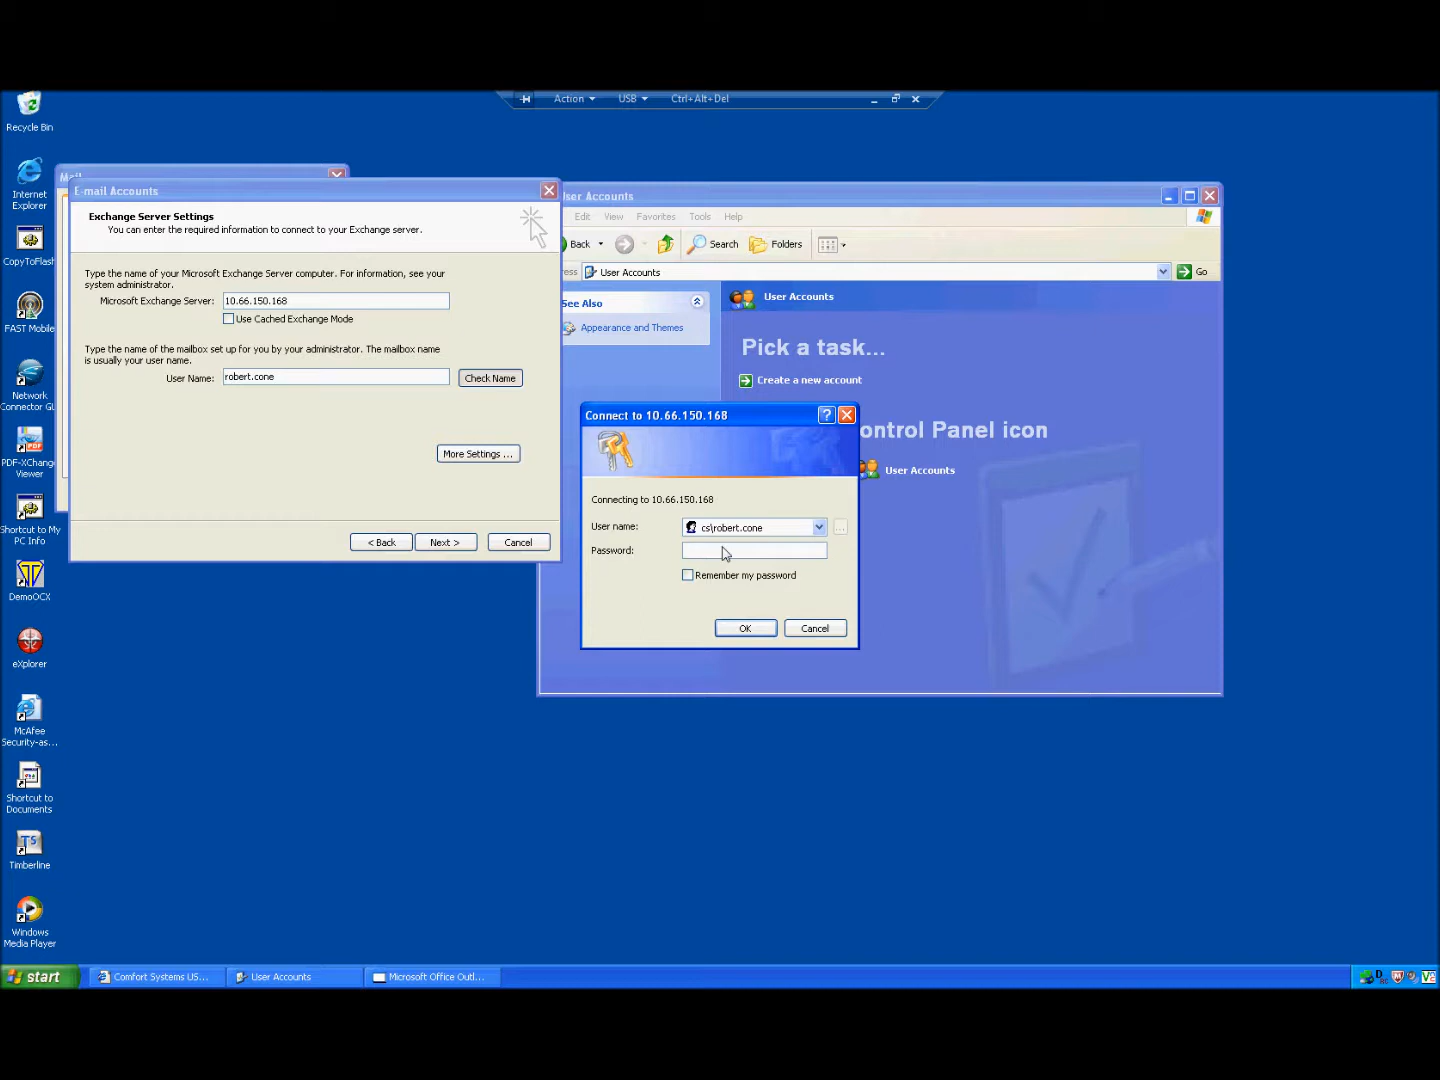 Action
USB
Ctrl+Alt+Del
Recycle Bin
Internet
Explorer
CopyToFlash
FAST Mobile
Network
Connector GL
PDF-XChang
Viewer
Shortcut to My
PC Info
DemoOCX
eXplorer
McAfee
Security-as...
Shortcut to
Documents
Timberline
Windows
Media Player
E-mail Accounts
Exchange Server Settings
You can enter the required information to connect to your Exchange server.
Type the name of your Microsoft Exchange Server computer. For information, see your
system administrator.
Microsoft Exchange Server: 10.66.150.168
Use Cached Exchange Mode
Type the name of the mailbox set up for you by your administrator. The mailbox name
is usually your user name.
User Name: robert.cone Check Name
More Settings ...
< Back Next > Cancel
User Accounts
Edit View Favorites Tools Help
Back Search Folders
ess User Accounts Go
See Also
Appearance and Themes
User Accounts
Pick a task...
Create a new account
ontrol Panel icon
User Accounts
Connect to 10.66.150.168
Connecting to 10.66.150.168
User name: cs\robert.cone
Password:
Remember my password
OK Cancel
start
Comfort Systems US...
User Accounts
Microsoft Office Outl...